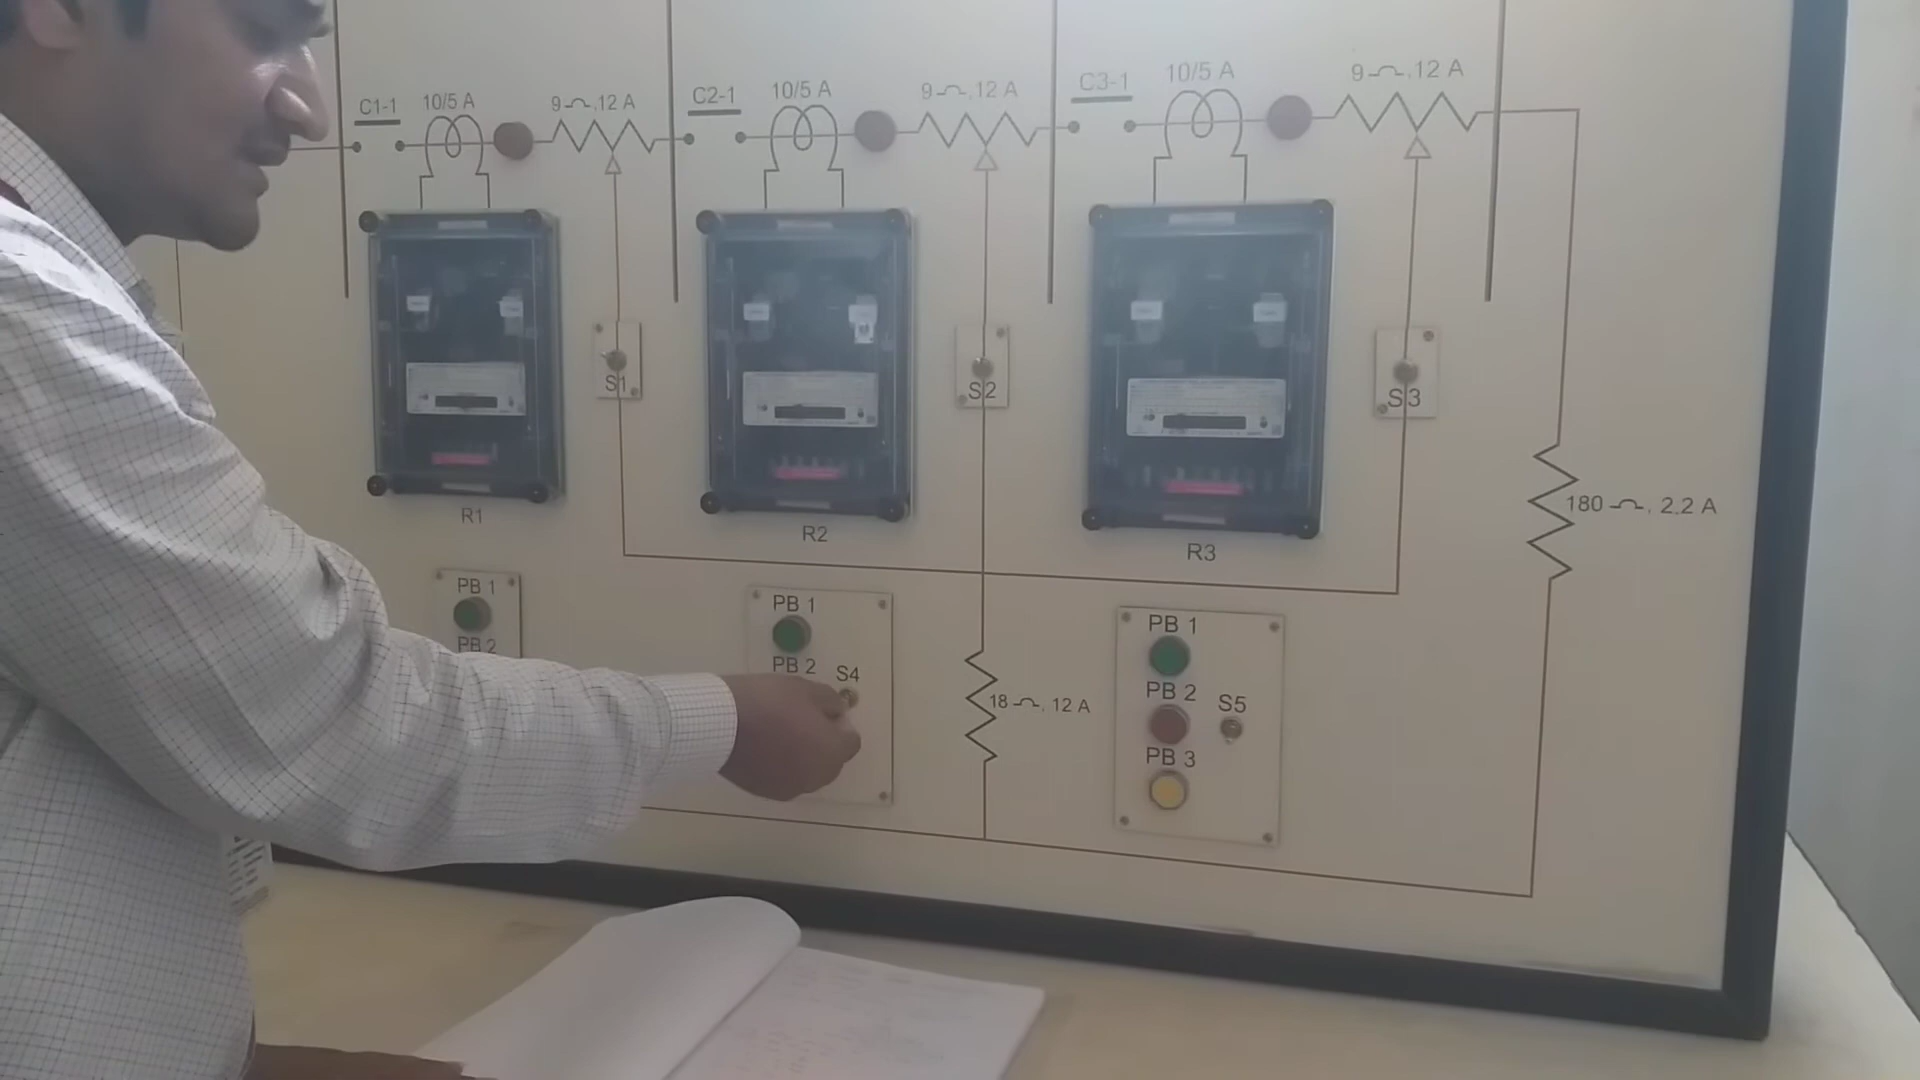 C1-1
10/5 A
9 Ω, 12 A
C2-1
10/5 A
9 Ω, 12 A
C3-1
10/5 A
9 Ω, 12 A
S1
S2
S3
180 Ω, 2.2 A
R1
R2
R3
PB 1
PB 2
PB 1
PB 2
S4
18 Ω, 12 A
PB 1
PB 2
S5
PB 3